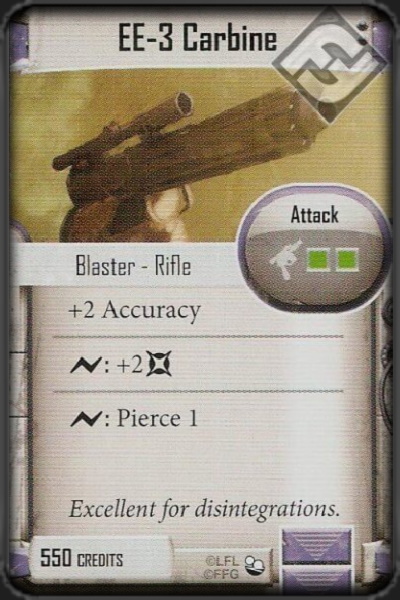 EE-3 Carbine
Attack
Blaster - Rifle
+2 Accuracy
: +2
: Pierce 1
Excellent for disintegrations.
550 CREDITS
©LFL
©FFG